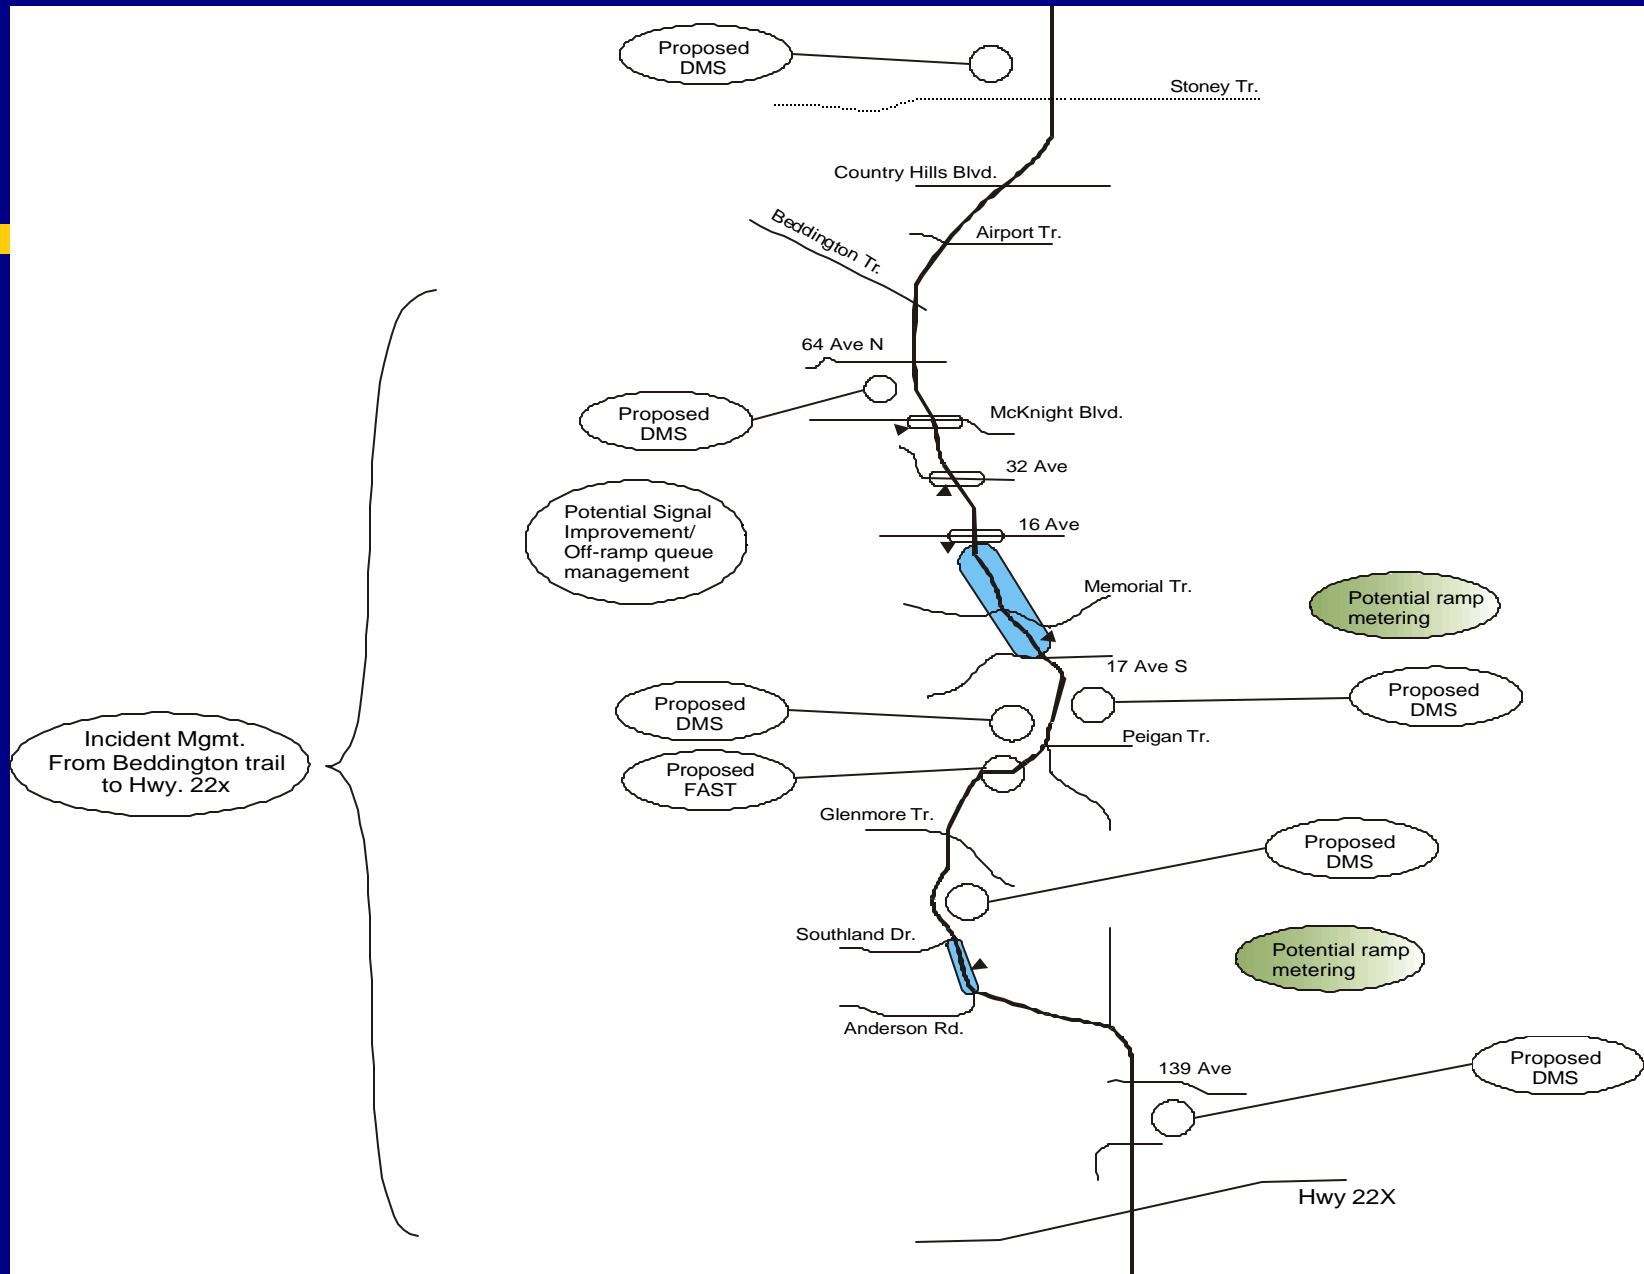 Proposed
DMS
Stoney Tr.
Country Hills Blvd.
Beddington Tr.
Airport Tr.
64 Ave N
Proposed
DMS
McKnight Blvd.
32 Ave
Potential Signal
Improvement/
Off-ramp queue
management
16 Ave
Memorial Tr.
Potential ramp
metering
17 Ave S
Proposed
DMS
Proposed
DMS
Peigan Tr.
Incident Mgmt.
From Beddington trail
to Hwy. 22x
Proposed
FAST
Glenmore Tr.
Proposed
DMS
Southland Dr.
Potential ramp
metering
Anderson Rd.
139 Ave
Proposed
DMS
Hwy 22X